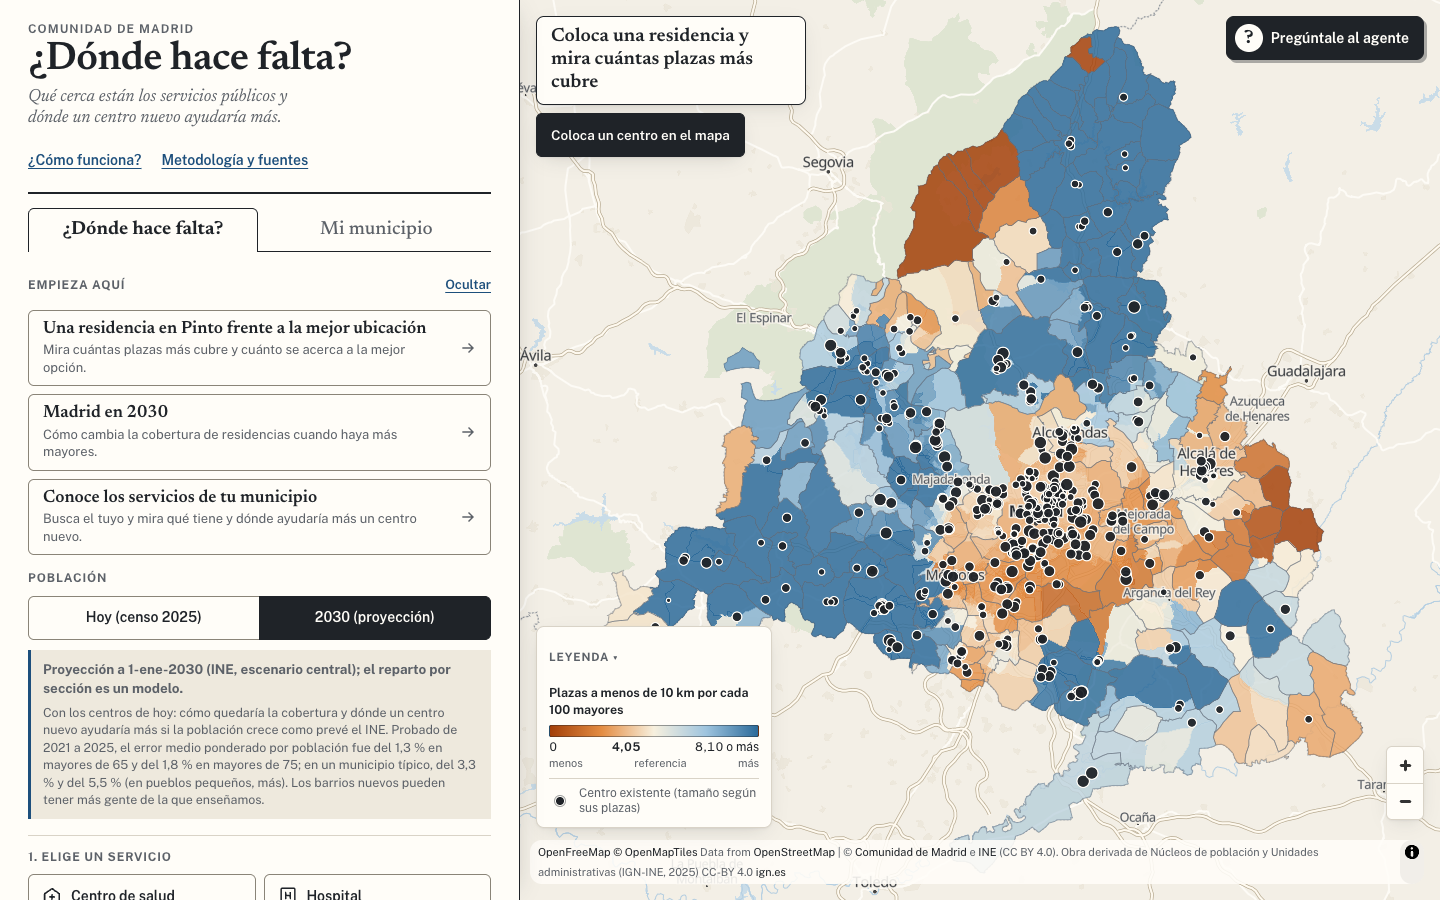 COMUNIDAD DE MADRID
¿Dónde hace falta?
Qué cerca están los servicios públicos y
dónde un centro nuevo ayudaría más.
¿Cómo funciona?
Metodología y fuentes
¿Dónde hace falta?
Mi municipio
EMPIEZA AQUÍ
Ocultar
Una residencia en Pinto frente a la mejor ubicación
Mira cuántas plazas más cubre y cuánto se acerca a la mejor
opción.
Madrid en 2030
Cómo cambia la cobertura de residencias cuando haya más
mayores.
Conoce los servicios de tu municipio
Busca el tuyo y mira qué tiene y dónde ayudaría más un centro
nuevo.
POBLACIÓN
Hoy (censo 2025)
2030 (proyección)
Proyección a 1-ene-2030 (INE, escenario central); el reparto por
sección es un modelo.
Con los centros de hoy: cómo quedaría la cobertura y dónde un centro
nuevo ayudaría más si la población crece como prevé el INE. Probado de
2021 a 2025, el error medio ponderado por población fue del 1,3 % en
mayores de 65 y del 1,8 % en mayores de 75; en un municipio típico, del 3,3
% y del 5,5 % (en pueblos pequeños, más). Los barrios nuevos pueden
tener más gente de la que enseñamos.
1. ELIGE UN SERVICIO
Centro de salud
Hospital
Coloca una residencia y
mira cuántas plazas más
cubre
Coloca un centro en el mapa
? Pregúntale al agente
Segovia
El Espinar
Ávila
Guadalajara
Azuqueca
de Henares
Alcalá de
Majadahonda
del Campo
Arganda del Rey
Ocaña
Toledo
LEYENDA
Plazas a menos de 10 km por cada
100 mayores
0 4,05 8,10 o más
menos referencia más
Centro existente (tamaño según
sus plazas)
+
−
OpenFreeMap © OpenMapTiles Data from OpenStreetMap | © Comunidad de Madrid e INE (CC BY 4.0). Obra derivada de Núcleos de población y Unidades
administrativas (IGN-INE, 2025) CC-BY 4.0 ign.es